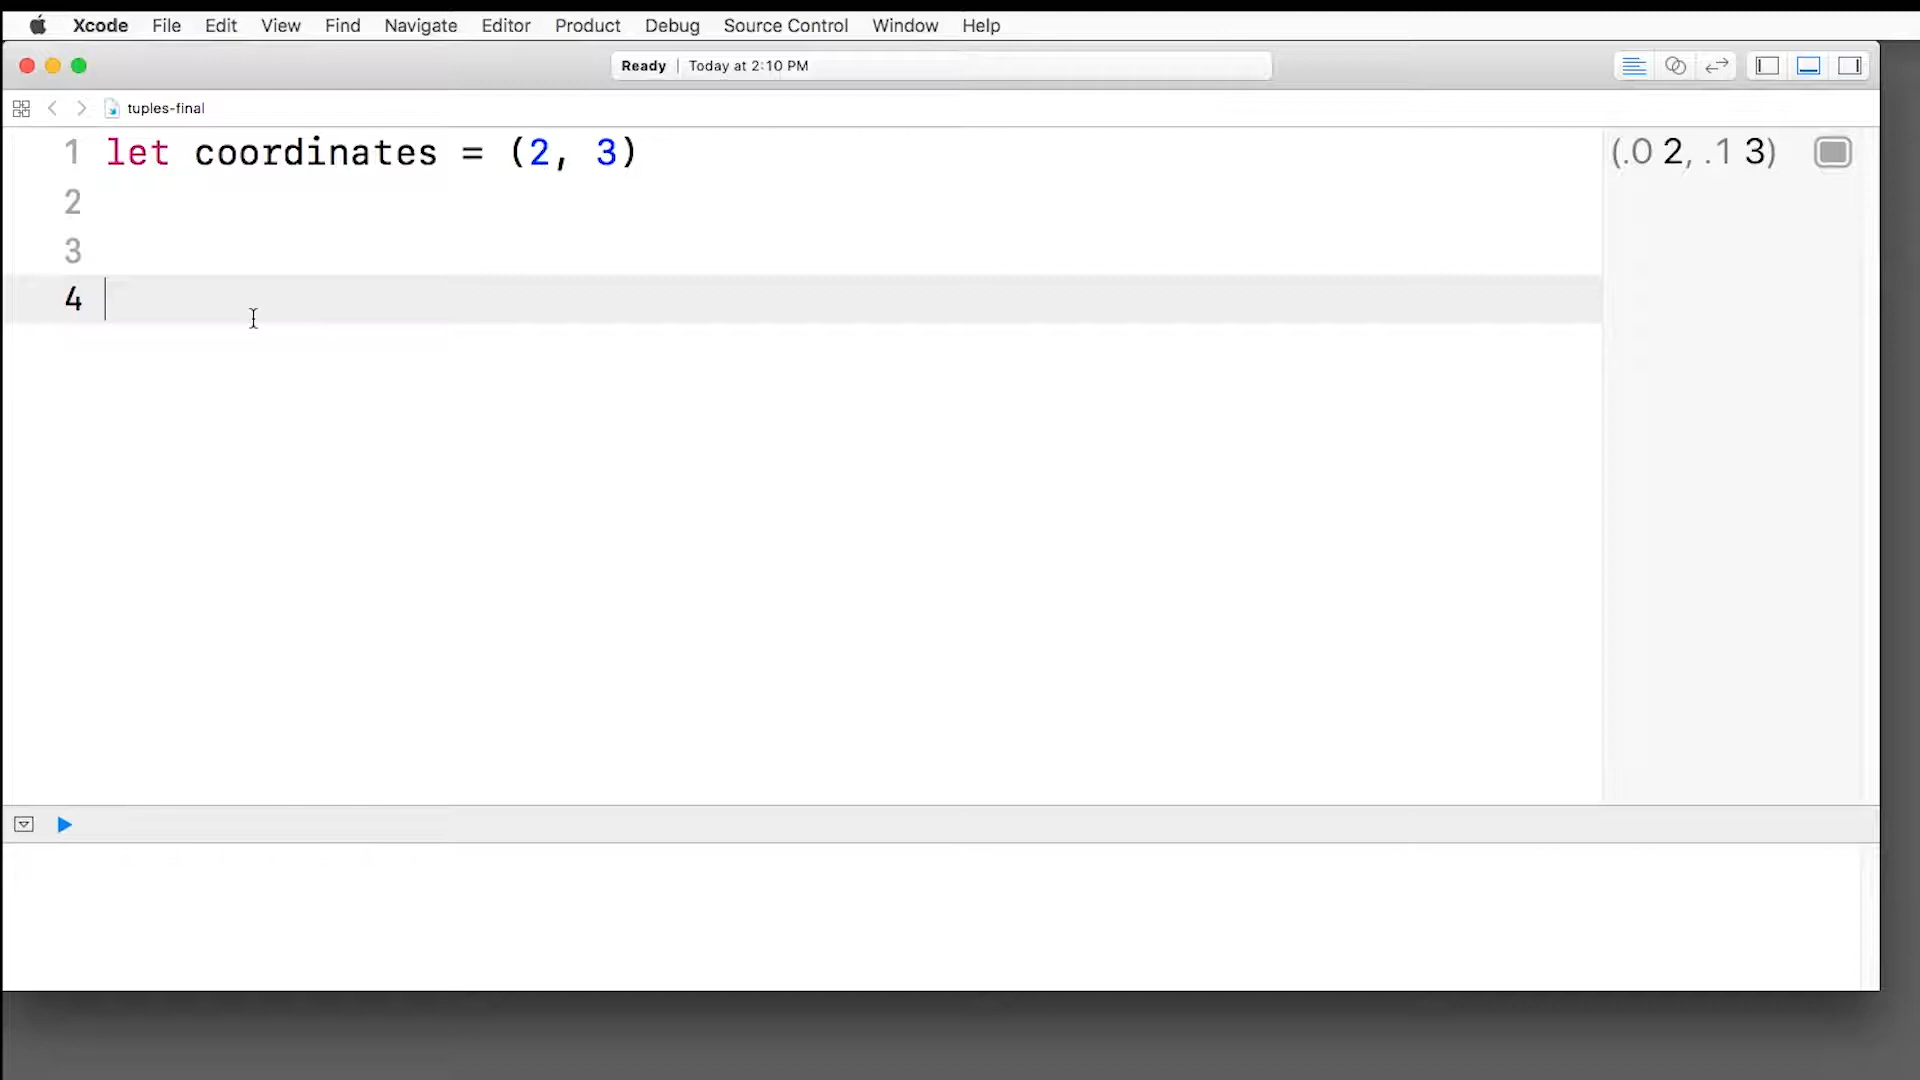 Xcode File Edit View Find Navigate Editor Product Debug Source Control Window Help
Ready | Today at 2:10 PM
tuples-final
1 let coordinates = (2, 3) (.0 2, .1 3)
2
3
4